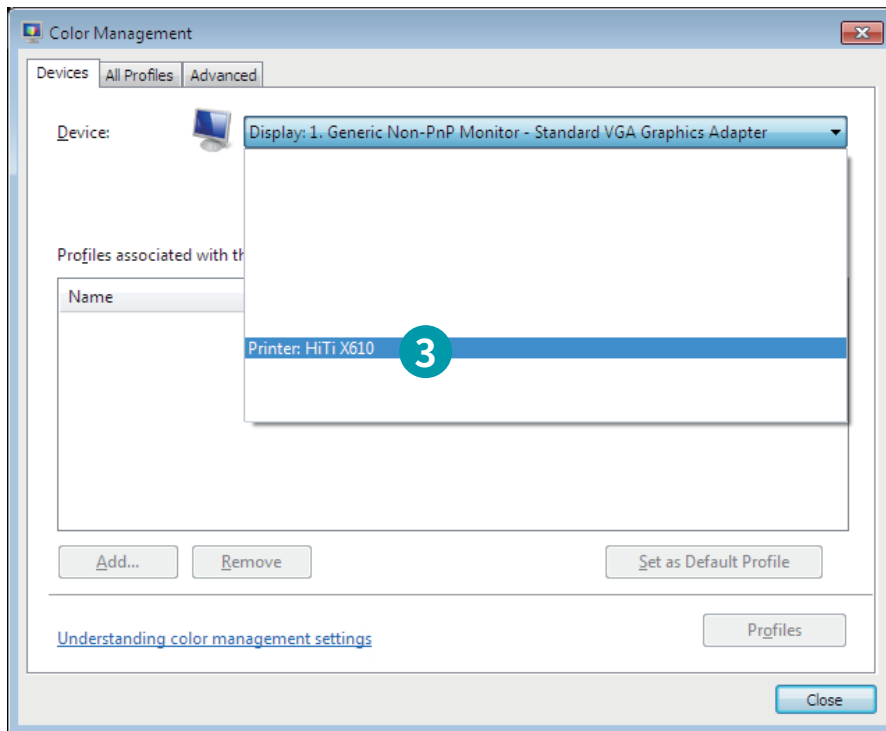 Color Management
Devices All Profiles Advanced
Device: Display: 1. Generic Non-PnP Monitor - Standard VGA Graphics Adapter
Profiles associated with
Name
Printer: HiTi X610 3
Add... Remove Set as Default Profile
Understanding color management settings Profiles
Close